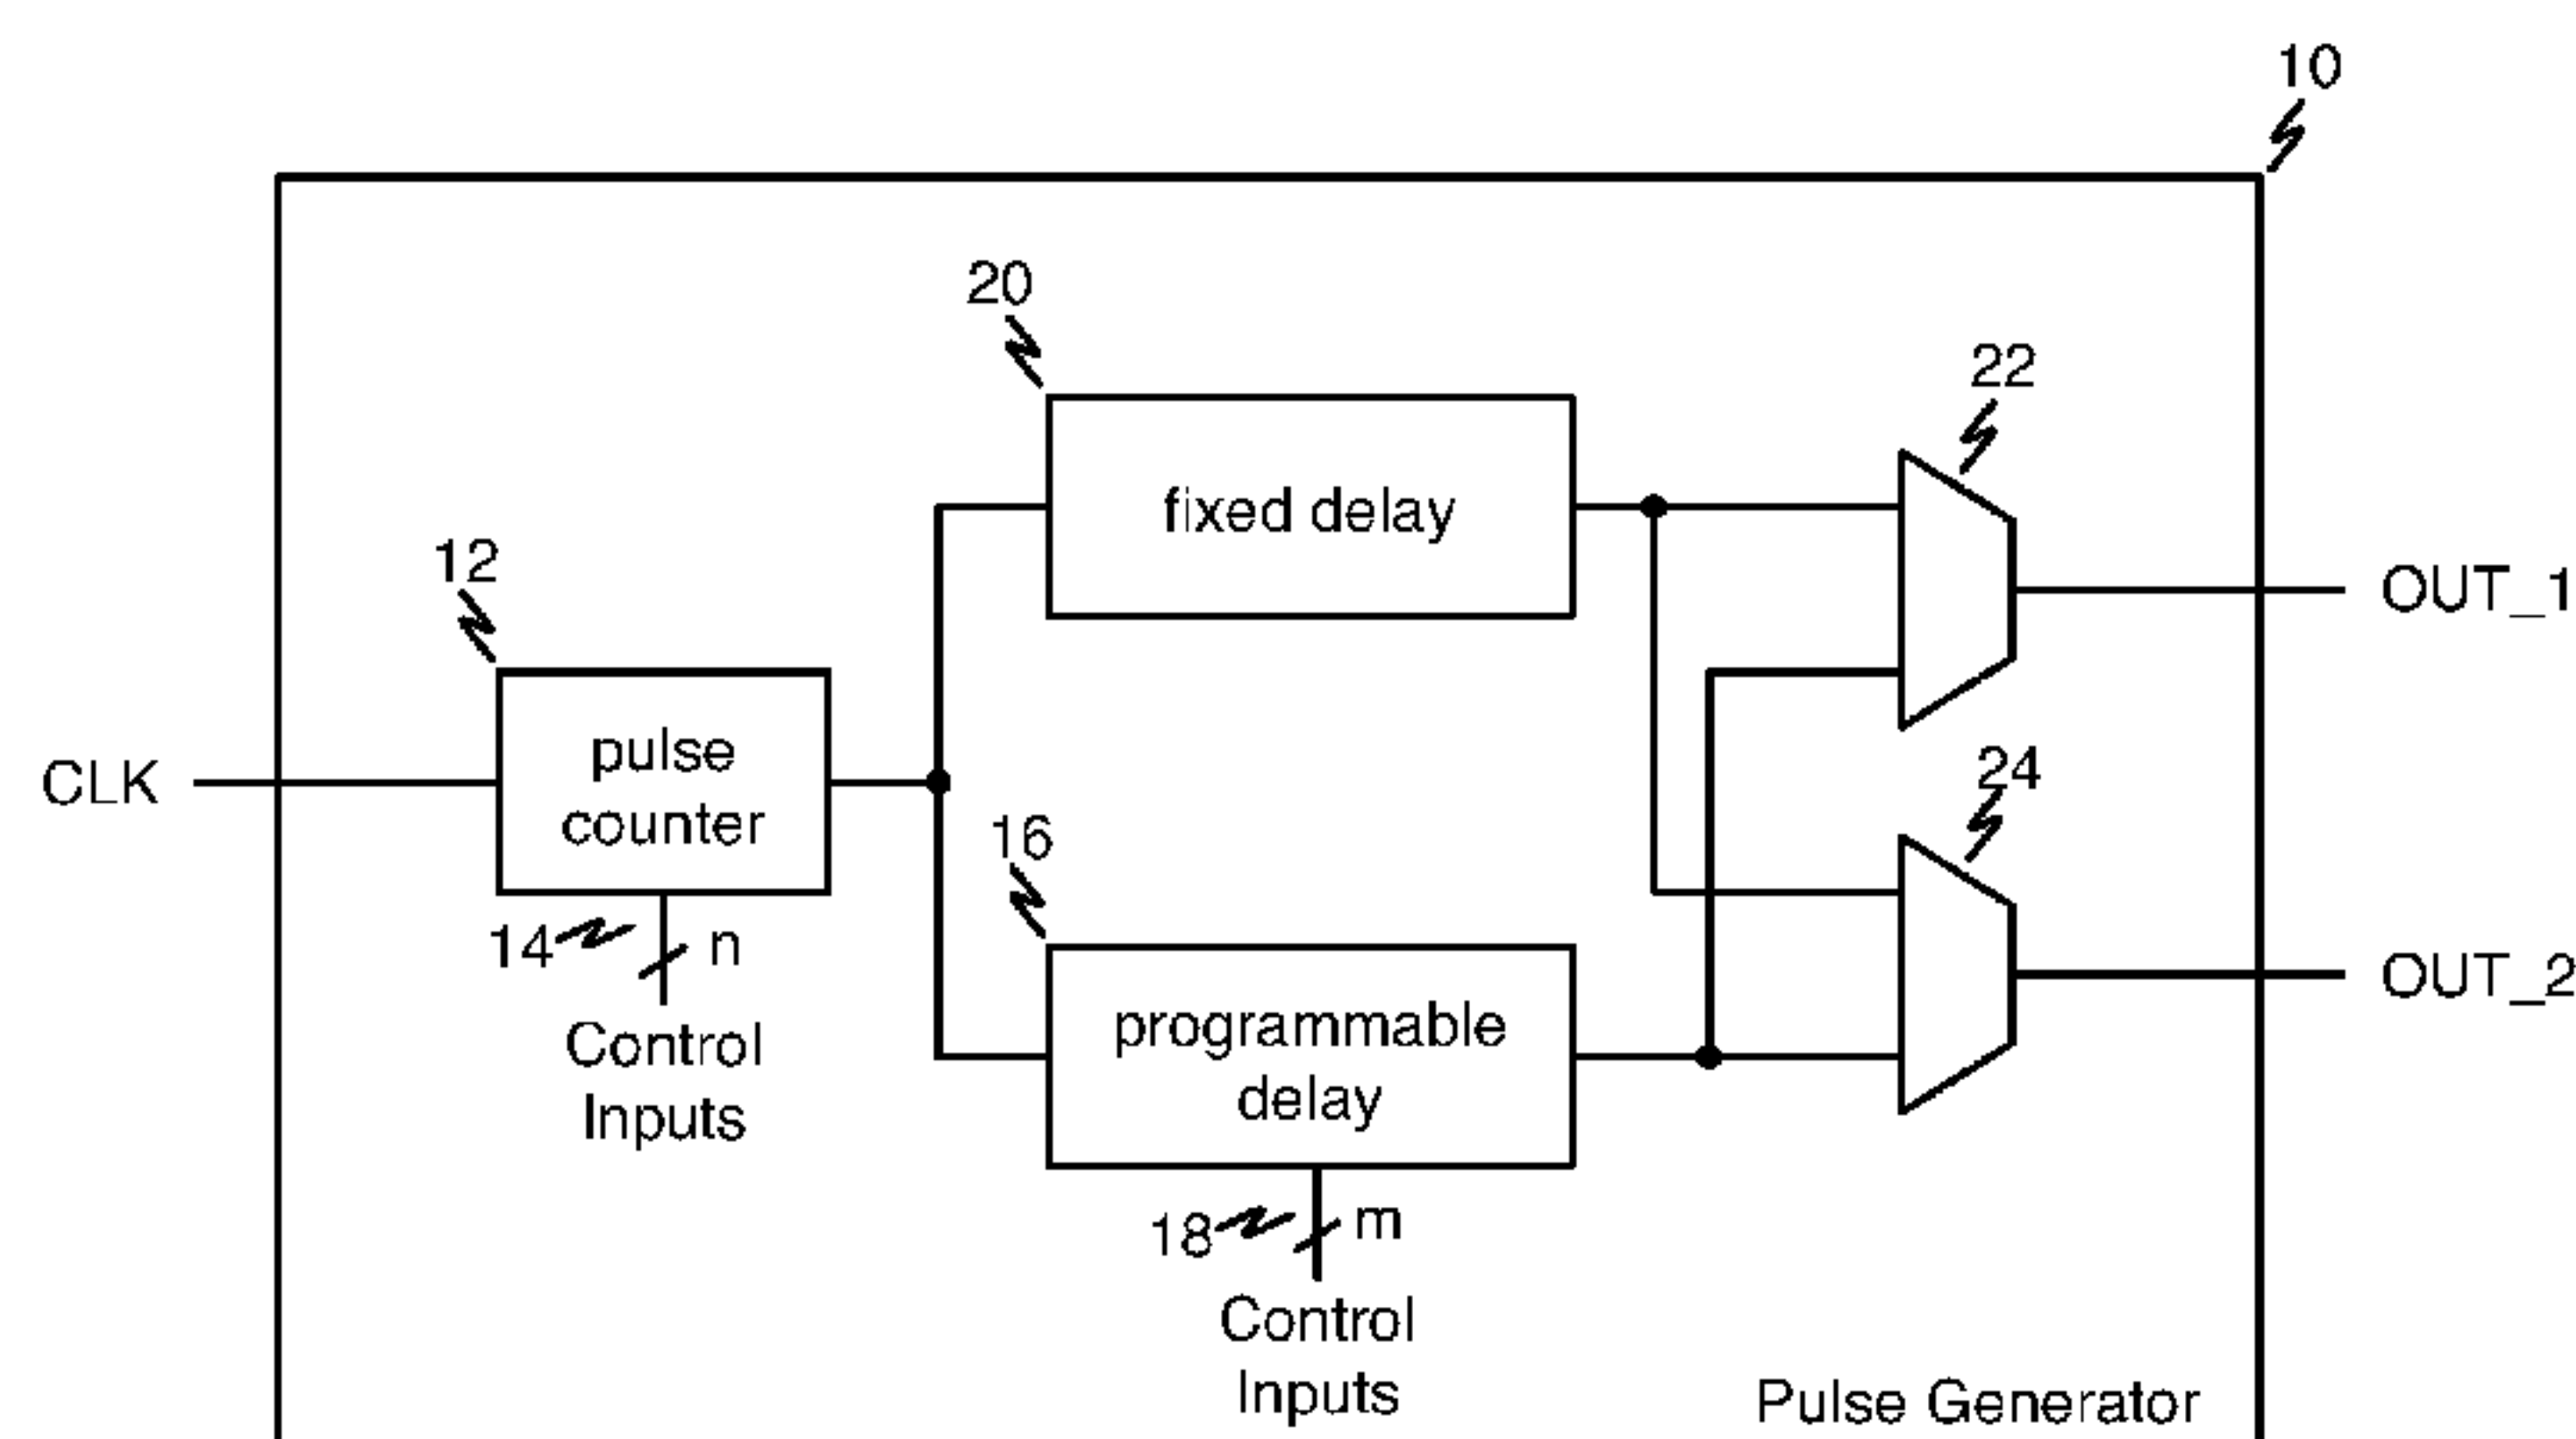 10
20
22
fixed delay
12
OUT_1
pulse
counter
CLK
24
16
14
n
OUT_2
programmable
delay
Control
Inputs
18
m
Control
Inputs
Pulse Generator